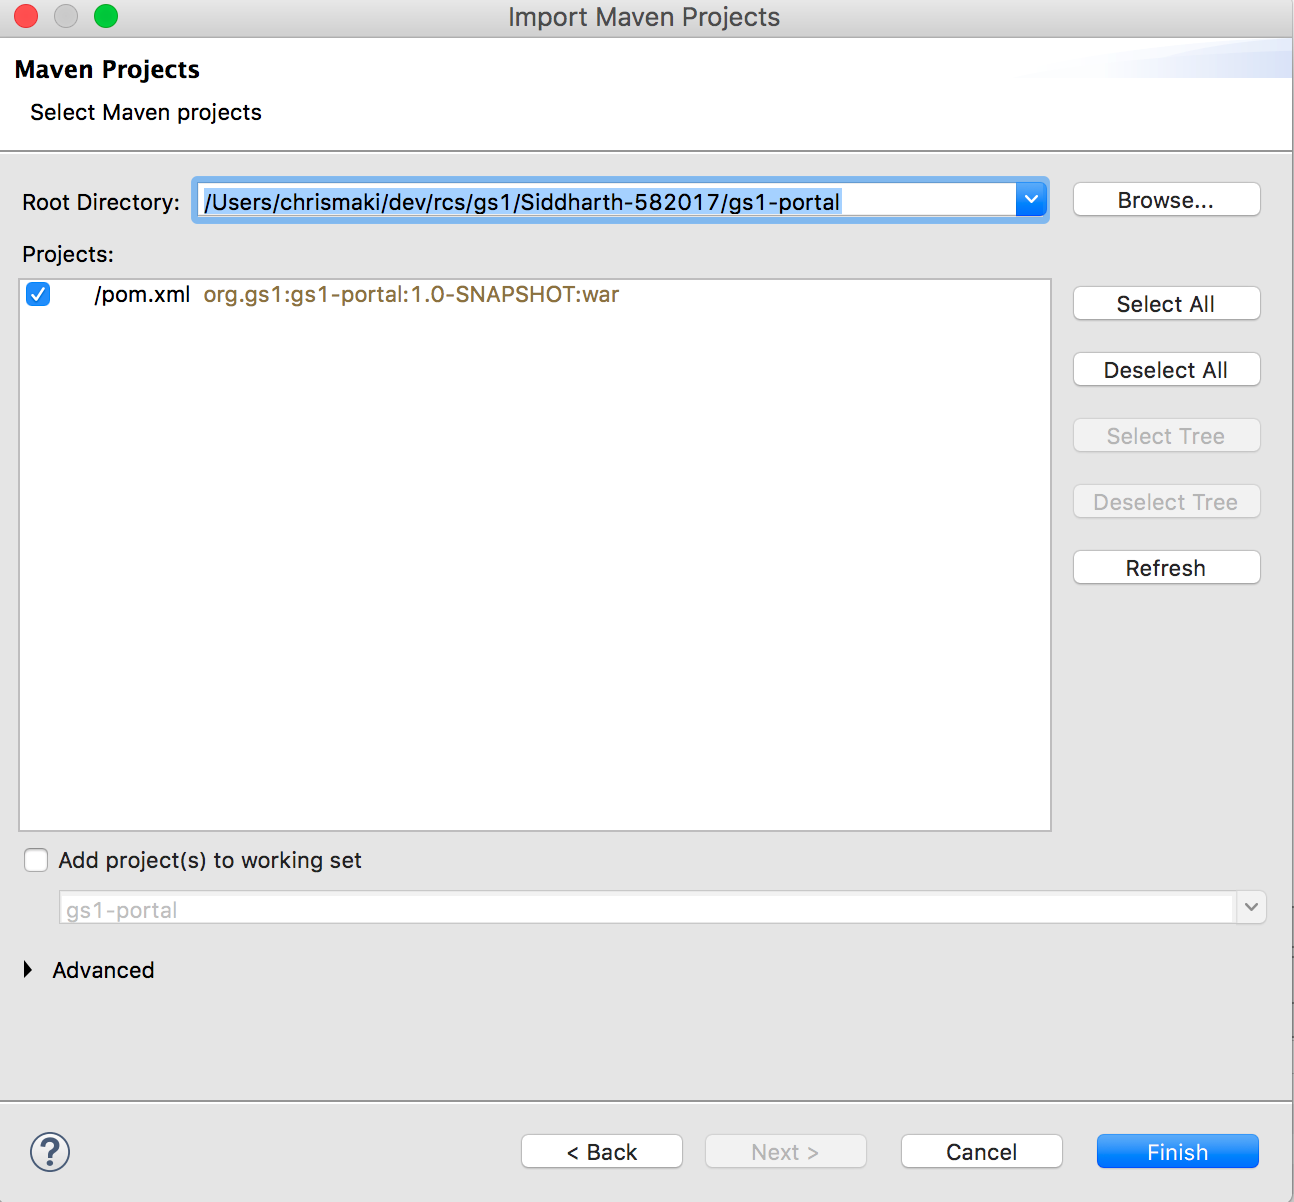 Import Maven Projects
Maven Projects
Select Maven projects
Root Directory: /Users/chrismaki/dev/rcs/gs1/Siddharth-582017/gs1-portal Browse...
Projects:
/pom.xml org.gs1:gs1-portal:1.0-SNAPSHOT:war
Select All
Deselect All
Select Tree
Deselect Tree
Refresh
Add project(s) to working set
gs1-portal
Advanced
? < Back Next > Cancel Finish